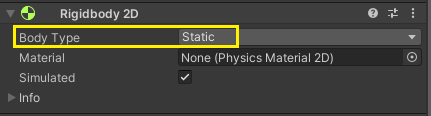 Rigidbody 2D
Body Type Static
Material None (Physics Material 2D)
Simulated
Info